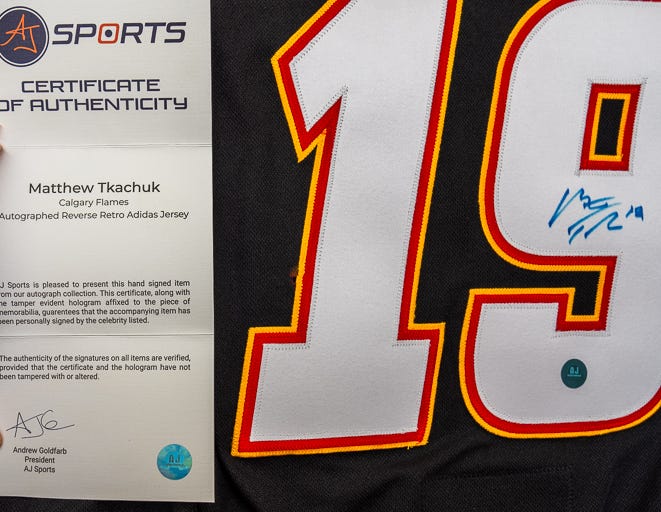 AJ SPORTS
CERTIFICATE
OF AUTHENTICITY
Matthew Tkachuk
Calgary Flames
Autographed Reverse Retro Adidas Jersey
AJ Sports is pleased to present this hand signed item
from our autograph collection. This certificate, along with
the tamper evident hologram affixed to the piece of
memorabilia, guarentees that the accompanying item has
been personally signed by the celebrity listed.
The authenticity of the signatures on all items are verified,
provided that the certificate and the hologram have not
been tampered with or altered.
Andrew Goldfarb
President
AJ Sports
AJ
19
19
AJ